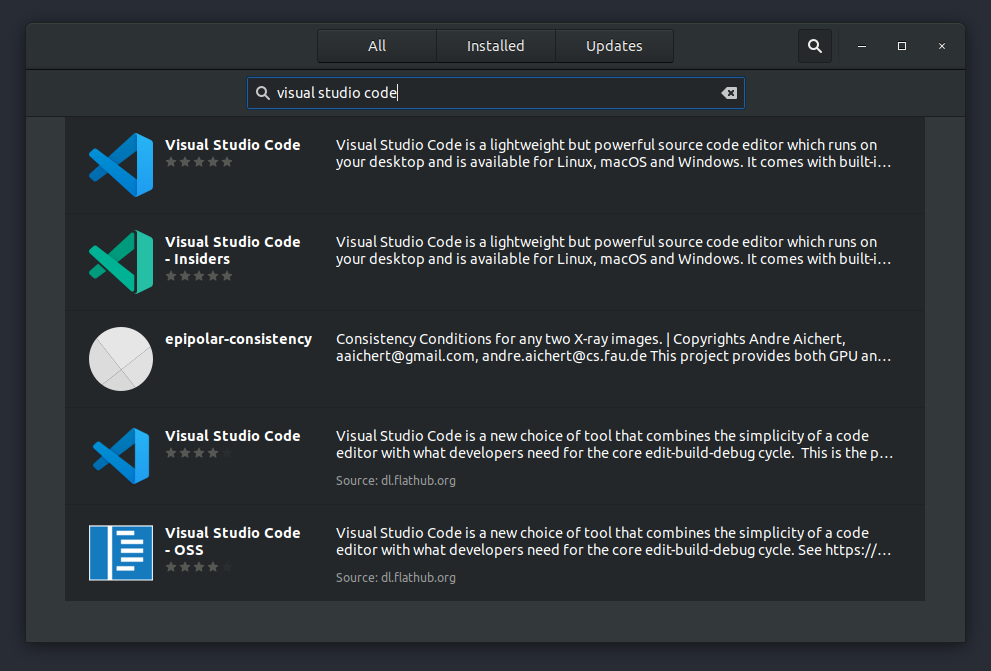 All
Installed
Updates
visual studio code
Visual Studio Code
Visual Studio Code is a lightweight but powerful source code editor which runs on
your desktop and is available for Linux, macOS and Windows. It comes with built-i…
Visual Studio Code
- Insiders
Visual Studio Code is a lightweight but powerful source code editor which runs on
your desktop and is available for Linux, macOS and Windows. It comes with built-i…
epipolar-consistency
Consistency Conditions for any two X-ray images. | Copyrights Andre Aichert,
aaichert@gmail.com, andre.aichert@cs.fau.de This project provides both GPU an…
Visual Studio Code
Visual Studio Code is a new choice of tool that combines the simplicity of a code
editor with what developers need for the core edit-build-debug cycle.  This is the p…
Source: dl.flathub.org
Visual Studio Code
- OSS
Visual Studio Code is a new choice of tool that combines the simplicity of a code
editor with what developers need for the core edit-build-debug cycle. See https://…
Source: dl.flathub.org